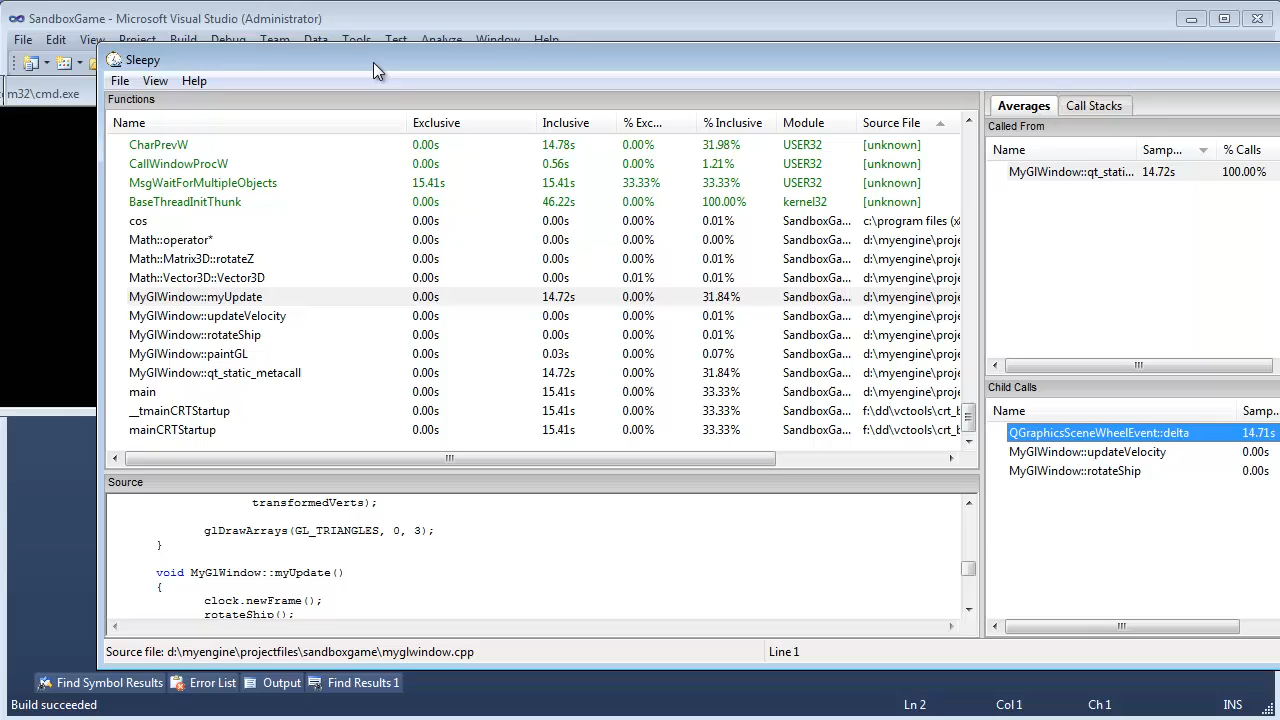 SandboxGame - Microsoft Visual Studio (Administrator)
File Edit View Project Build Debug Team Data Tools Test Analyze Window Help
m32\cmd.exe
Sleepy
File View Help
Functions
Name Exclusive Inclusive % Exc... % Inclusive Module Source File
CharPrevW 0.00s 14.78s 0.00% 31.98% USER32 [unknown]
CallWindowProcW 0.00s 0.56s 0.00% 1.21% USER32 [unknown]
MsgWaitForMultipleObjects 15.41s 15.41s 33.33% 33.33% USER32 [unknown]
BaseThreadInitThunk 0.00s 46.22s 0.00% 100.00% kernel32 [unknown]
cos 0.00s 0.00s 0.00% 0.01% SandboxGa... c:\program files (x
Math::operator* 0.00s 0.00s 0.00% 0.00% SandboxGa... d:\myengine\proje
Math::Matrix3D::rotateZ 0.00s 0.00s 0.00% 0.01% SandboxGa... d:\myengine\proje
Math::Vector3D::Vector3D 0.00s 0.00s 0.01% 0.01% SandboxGa... d:\myengine\proje
MyGlWindow::myUpdate 0.00s 14.72s 0.00% 31.84% SandboxGa... d:\myengine\proje
MyGlWindow::updateVelocity 0.00s 0.00s 0.00% 0.01% SandboxGa... d:\myengine\proje
MyGlWindow::rotateShip 0.00s 0.00s 0.00% 0.01% SandboxGa... d:\myengine\proje
MyGlWindow::paintGL 0.00s 0.03s 0.00% 0.07% SandboxGa... d:\myengine\proje
MyGlWindow::qt_static_metacall 0.00s 14.72s 0.00% 31.84% SandboxGa... d:\myengine\proje
main 0.00s 15.41s 0.00% 33.33% SandboxGa... d:\myengine\proje
__tmainCRTStartup 0.00s 15.41s 0.00% 33.33% SandboxGa... f:\dd\vctools\crt_b
mainCRTStartup 0.00s 15.41s 0.00% 33.33% SandboxGa... f:\dd\vctools\crt_b
Source
transformedVerts);
glDrawArrays(GL_TRIANGLES, 0, 3);
}
void MyGlWindow::myUpdate()
{
clock.newFrame();
rotateShip();
Source file: d:\myengine\projectfiles\sandboxgame\myglwindow.cpp Line 1
Averages Call Stacks
Called From
Name Samp... % Calls
MyGlWindow::qt_stati... 14.72s 100.00%
Child Calls
Name Samp.
QGraphicsSceneWheelEvent::delta 14.71s
MyGlWindow::updateVelocity 0.00s
MyGlWindow::rotateShip 0.00s
Find Symbol Results Error List Output Find Results 1
Build succeeded Ln 2 Col 1 Ch 1 INS